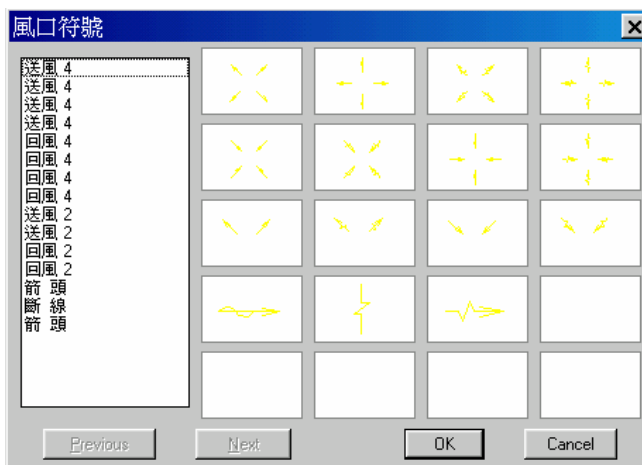 風口符號
送風 4
送風 4
送風 4
送風 4
回風 4
回風 4
回風 4
回風 4
送風 2
送風 2
回風 2
回風 2
箭 頭
斷 線
箭 頭
Previous
Next
OK
Cancel